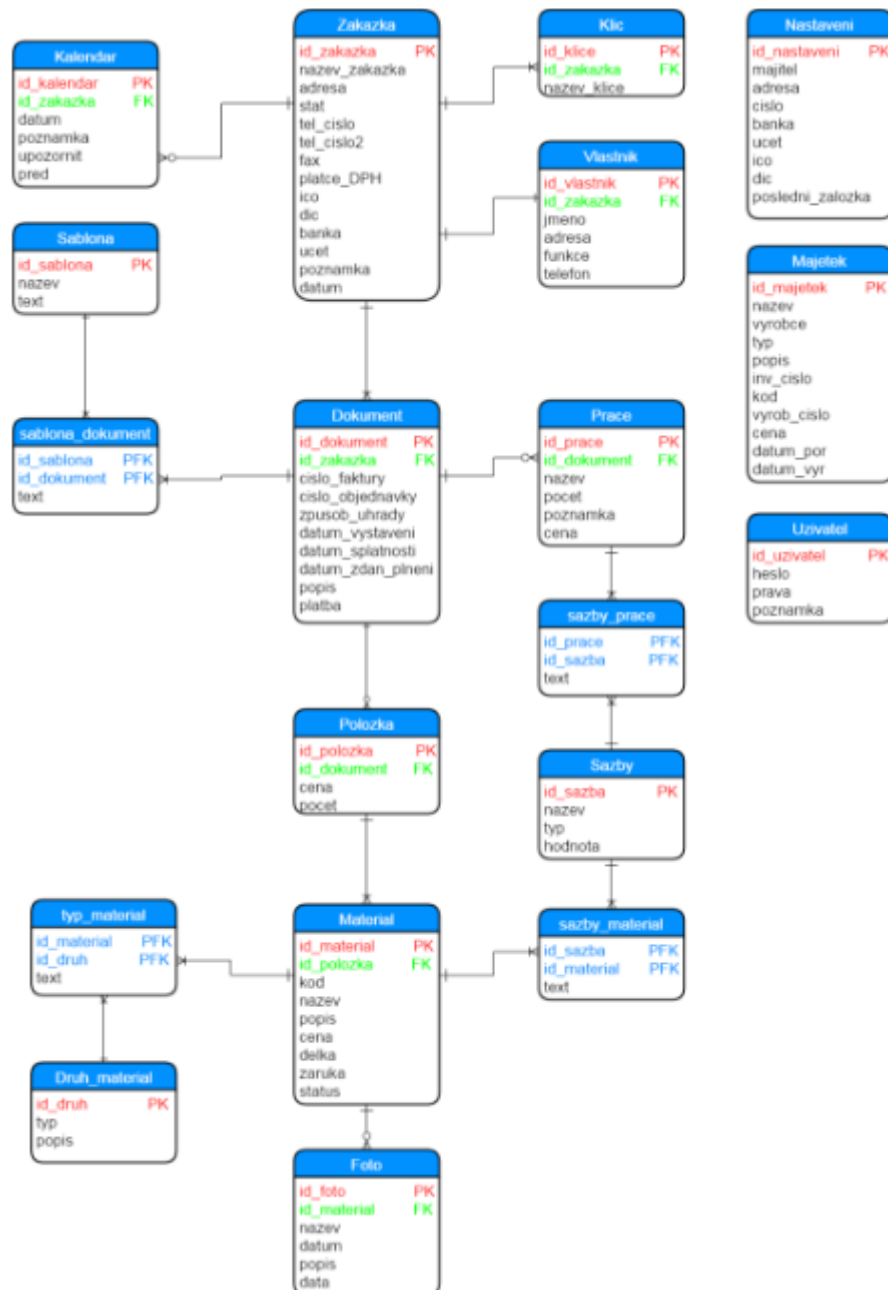 Zakazka
id_zakazka PK
nazev_zakazka
adresa
stat
tel_cislo
tel_cislo2
fax
platce_DPH
ico
dic
banka
ucet
poznamka
datum
Klic
id_klice PK
id_zakazka FK
nazev_klice
Nastaveni
id_nastaveni PK
majitel
adresa
cislo
banka
ucet
ico
dic
posledni_zalozka
Kalendar
id_kalendar PK
id_zakazka FK
datum
poznamka
upozornit
pred
Vlastnik
id_vlastnik PK
id_zakazka FK
jmeno
adresa
funkce
telefon
Sablona
id_sablona PK
nazev
text
Majetek
id_majetek PK
nazev
vyrobce
typ
popis
inv_cislo
kod
vyrob_cislo
cena
datum_por
datum_vyr
sablona_dokument
id_sablona PFK
id_dokument PFK
text
Dokument
id_dokument PK
id_zakazka FK
cislo_faktury
cislo_objednavky
zpusob_uhrady
datum_vystaveni
datum_splatnosti
datum_zdan_plneni
popis
platba
Prace
id_prace PK
id_dokument FK
nazev
pocet
poznamka
cena
Uzivatel
id_uzivatel PK
heslo
prava
poznamka
sazby_prace
id_prace PFK
id_sazba PFK
text
Polozka
id_polozka PK
id_dokument FK
cena
pocet
Sazby
id_sazba PK
nazev
typ
hodnota
typ_material
id_material PFK
id_druh PFK
text
Material
id_material PK
id_polozka FK
kod
nazev
popis
cena
delka
zaruka
status
sazby_material
id_sazba PFK
id_material PFK
text
Druh_material
id_druh PK
typ
popis
Foto
id_foto PK
id_material FK
nazev
datum
popis
data